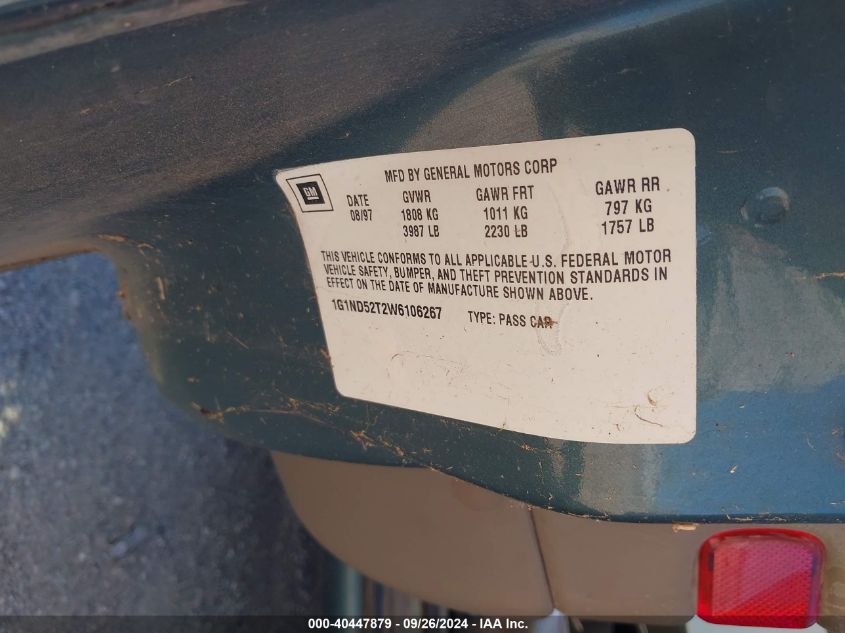 MFD BY GENERAL MOTORS CORP
GM
DATE GVWR GAWR FRT GAWR RR
08/97 1808 KG 1011 KG 797 KG
3987 LB 2230 LB 1757 LB
THIS VEHICLE CONFORMS TO ALL APPLICABLE U.S. FEDERAL MOTOR
VEHICLE SAFETY, BUMPER, AND THEFT PREVENTION STANDARDS IN
EFFECT ON THE DATE OF MANUFACTURE SHOWN ABOVE.
1G1ND52T2W6106267 TYPE: PASS CAR
000-40447879 - 09/26/2024 - IAA Inc.